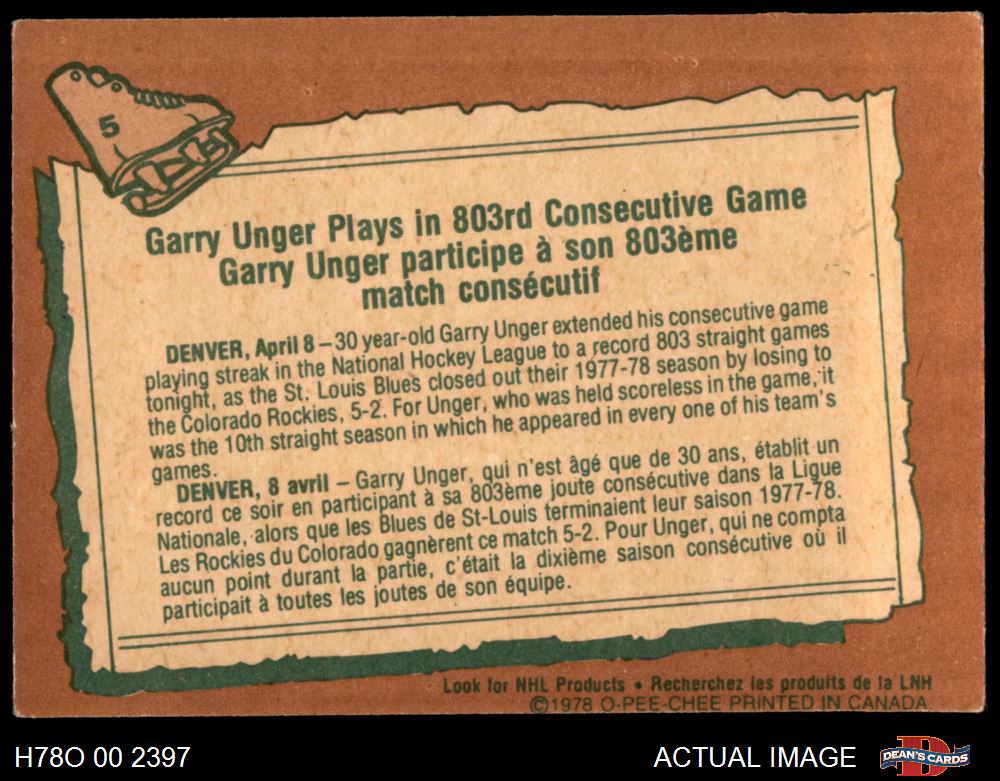 5
Garry Unger Plays in 803rd Consecutive Game
Garry Unger participe à son 803ème
match consécutif
DENVER, April 8 – 30 year-old Garry Unger extended his consecutive game
playing streak in the National Hockey League to a record 803 straight games
tonight, as the St. Louis Blues closed out their 1977-78 season by losing to
the Colorado Rockies, 5-2. For Unger, who was held scoreless in the game, it
was the 10th straight season in which he appeared in every one of his team's
games.
DENVER, 8 avril – Garry Unger, qui n'est âgé que de 30 ans, établit un
record ce soir en participant à sa 803ème joute consécutive dans la Ligue
Nationale, alors que les Blues de St-Louis terminaient leur saison 1977-78.
Les Rockies du Colorado gagnèrent ce match 5-2. Pour Unger, qui ne compta
aucun point durant la partie, c'était la dixième saison consécutive où il
participait à toutes les joutes de son équipe.
Look for NHL Products • Recherchez les produits de la LNH
©1978 O-PEE-CHEE PRINTED IN CANADA
H78O 00 2397 ACTUAL IMAGE DEAN'S CARDS